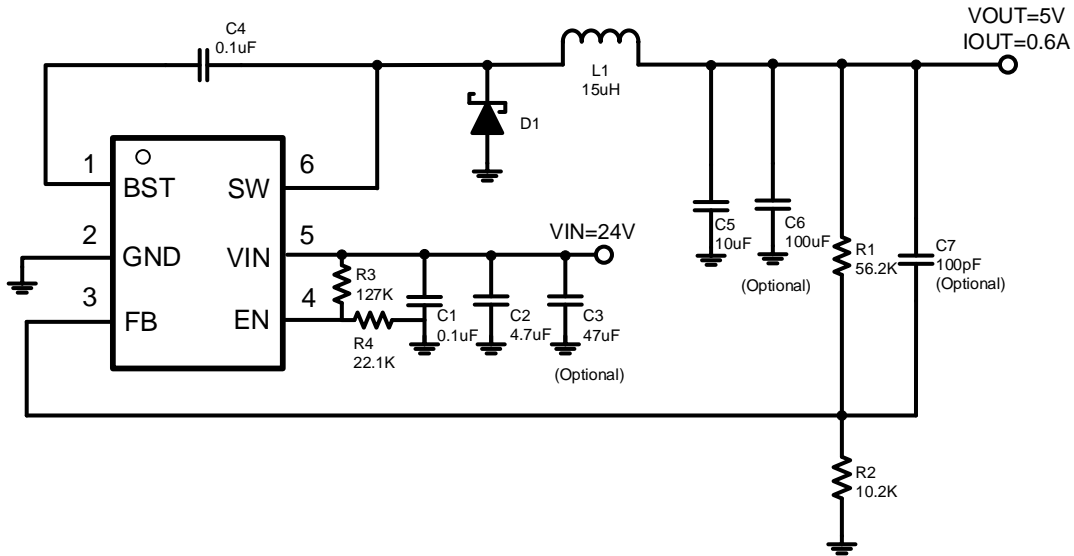 VOUT=5V
IOUT=0.6A
C4
0.1uF
L1
15uH
D1
1
BST
SW
6
2
GND
VIN
5
VIN=24V
3
FB
EN
4
R3
127K
R4
22.1K
C1
0.1uF
C2
4.7uF
C3
47uF
(Optional)
C5
10uF
C6
100uF
(Optional)
R1
56.2K
C7
100pF
(Optional)
R2
10.2K